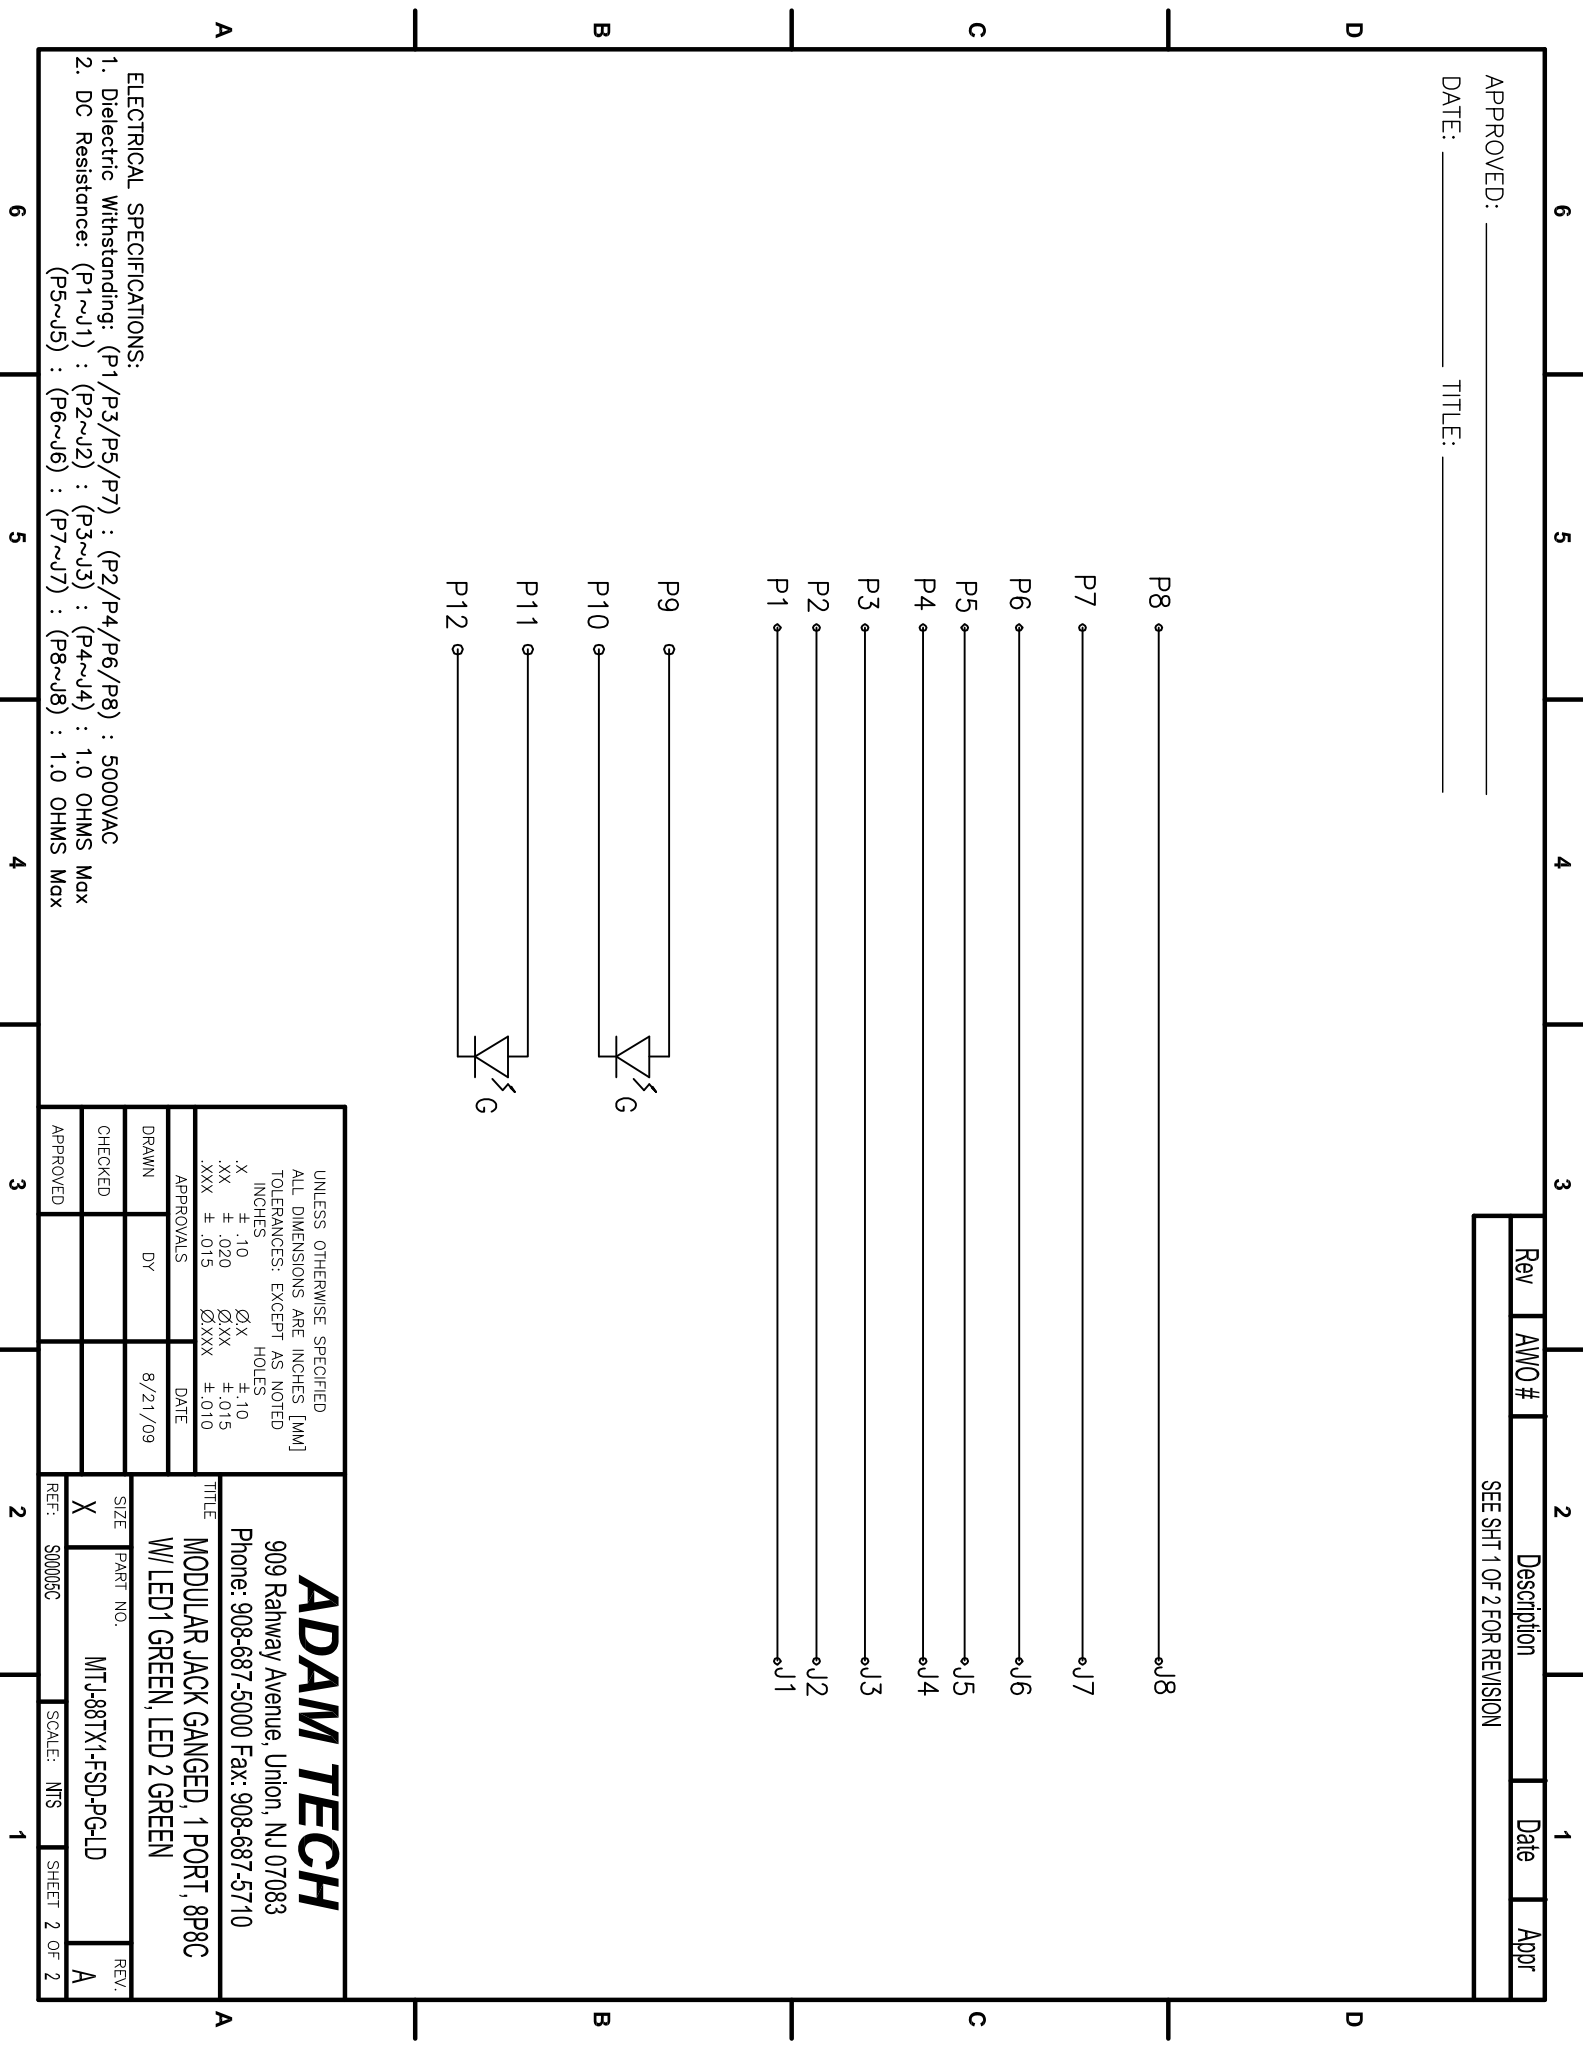 6
5
4
3
2
1
D
C
B
A
D
C
B
A
6
5
4
3
2
1
Rev AWO # Description Date Appr
SEE SHT 1 OF 2 FOR REVISION
APPROVED:
DATE: TITLE:
P8 J8
P7 J7
P6 J6
P5 J5
P4 J4
P3 J3
P2 J2
P1 J1
P9
P10
G
P11
P12
G
ELECTRICAL SPECIFICATIONS:
1. Dielectric Withstanding: (P1/P3/P5/P7) : (P2/P4/P6/P8) : 5000VAC
2. DC Resistance: (P1~J1) : (P2~J2) : (P3~J3) : (P4~J4) : 1.0 OHMS Max
(P5~J5) : (P6~J6) : (P7~J7) : (P8~J8) : 1.0 OHMS Max
UNLESS OTHERWISE SPECIFIED
ALL DIMENSIONS ARE INCHES [MM]
TOLERANCES: EXCEPT AS NOTED
INCHES HOLES
.X ± .10 Ø.X ±.10
.XX ± .020 Ø.XX ±.015
.XXX ± .015 Ø.XXX ±.010
APPROVALS DATE
DRAWN DY 8/21/09
CHECKED
APPROVED
ADAM TECH
909 Rahway Avenue, Union, NJ 07083
Phone: 908-687-5000 Fax: 908-687-5710
TITLE
MODULAR JACK GANGED, 1 PORT, 8P8C
W/ LED1 GREEN, LED 2 GREEN
SIZE PART NO. REV.
X MTJ-88TX1-FSD-PG-LD A
REF: S00005C SCALE: NTS SHEET 2 OF 2